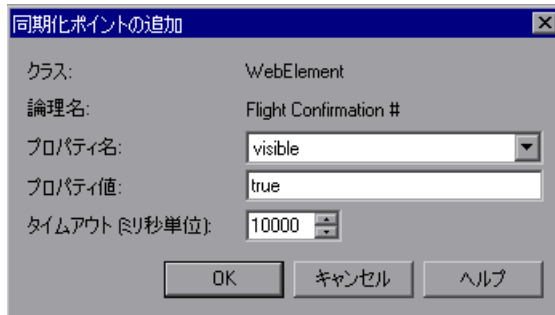 同期化ポイントの追加
クラス: WebElement
論理名: Flight Confirmation #
プロパティ名: visible
プロパティ値: true
タイムアウト (ミリ秒単位): 10000
OK キャンセル ヘルプ